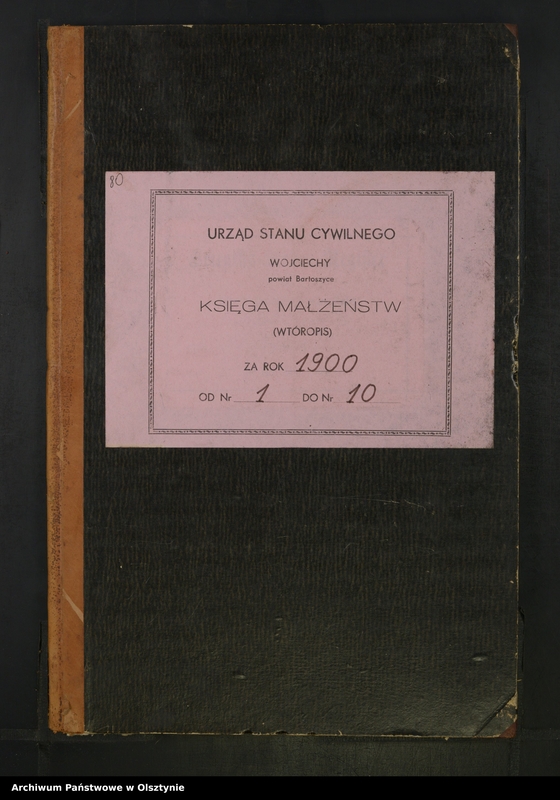 80
URZĄD STANU CYWILNEGO
WOJCIECHY
powiat Bartoszyce
KSIĘGA MAŁŻEŃSTW
(WTÓROPIS)
ZA ROK 1900
OD Nr 1 DO Nr 10
Archiwum Państwowe w Olsztynie